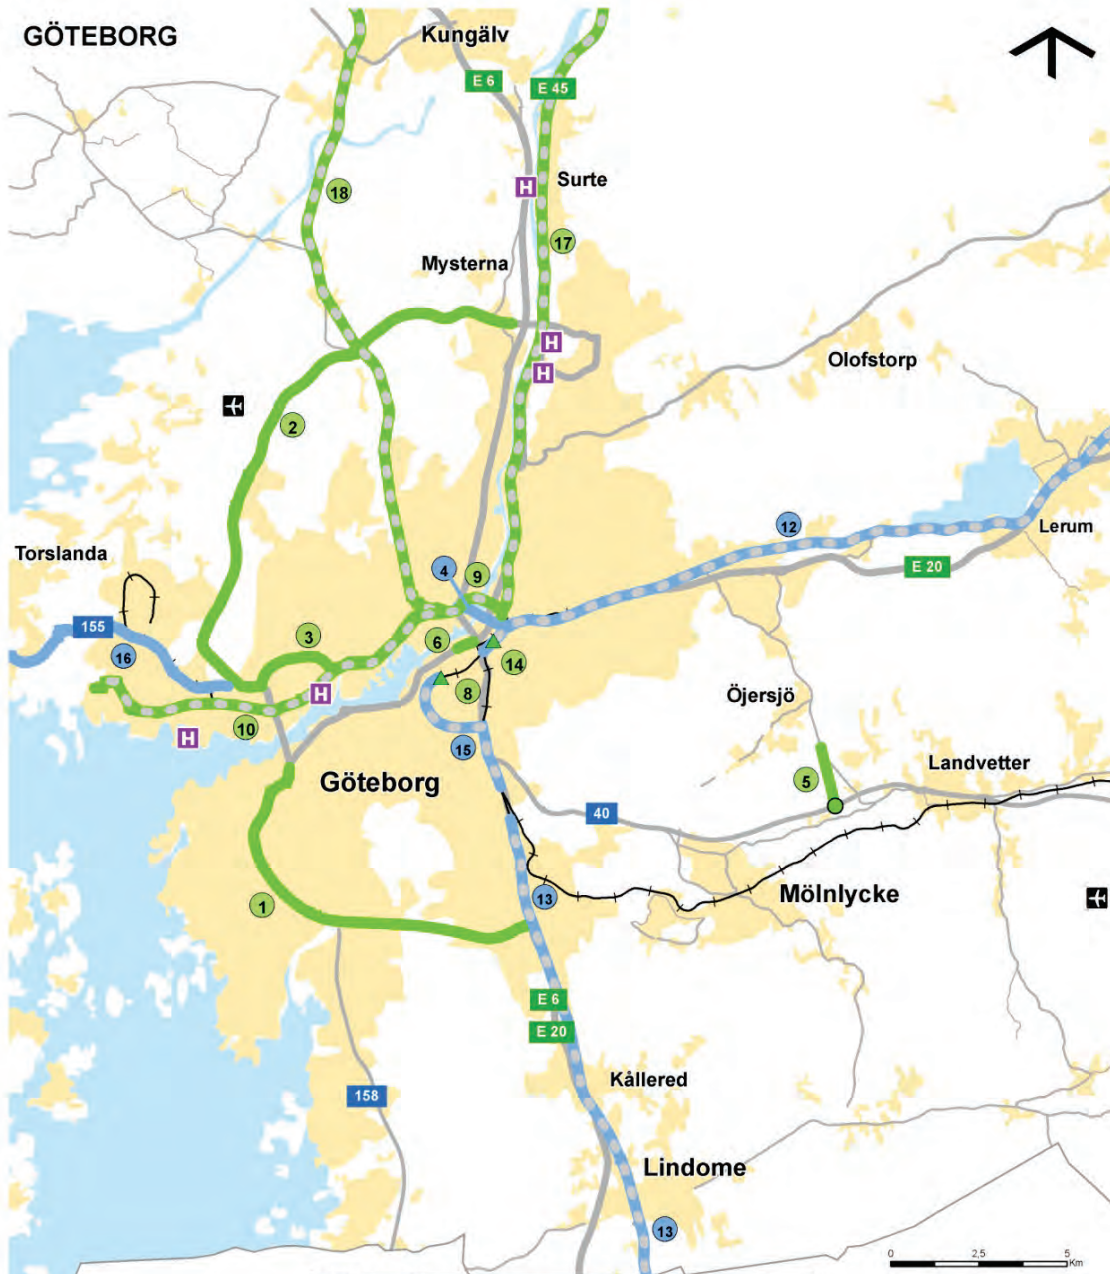 GÖTEBORG
Kungälv
E 6
E 45
18
H
Surte
17
Mysterna
H
H
Olofstorp
2
12
Lerum
E 20
Torslanda
4
9
155
16
3
6
14
8
H
10
H
15
Öjersjö
5
Landvetter
Göteborg
40
1
13
Mölnlycke
E 6
E 20
Kållered
158
Lindome
13
0
2,5
5
Km